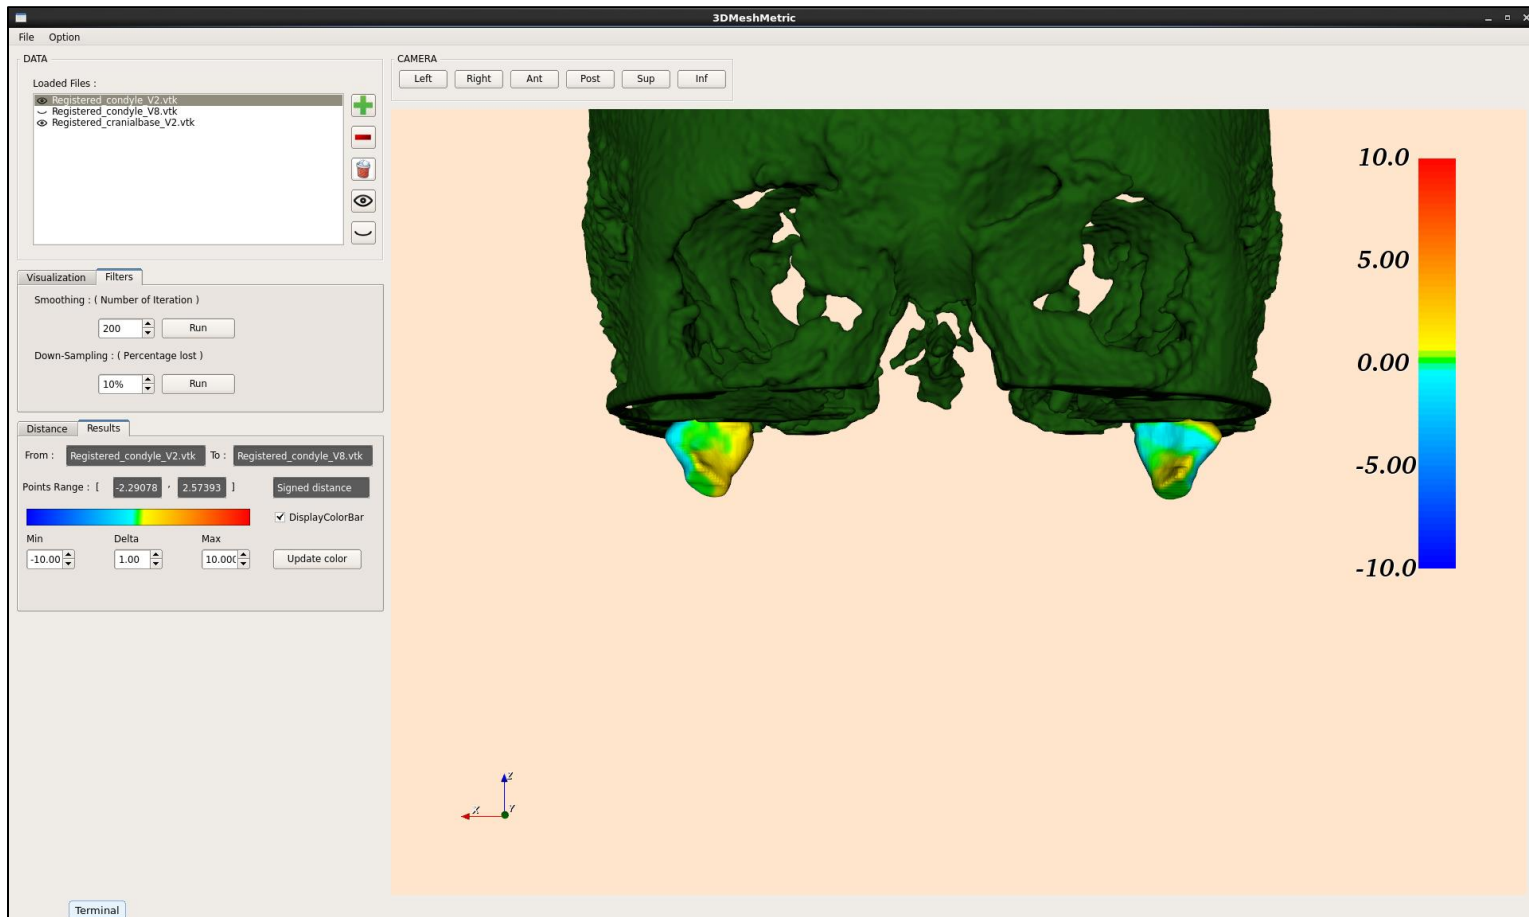 3DMeshMetric
File Option
DATA
Loaded Files :
Registered_condyle_V2.vtk
Registered_condyle_V8.vtk
Registered_cranialbase_V2.vtk
Visualization Filters
Smoothing : ( Number of Iteration )
200 Run
Down-Sampling : ( Percentage lost )
10% Run
Distance Results
From : Registered_condyle_V2.vtk To : Registered_condyle_V8.vtk
Points Range : [ -2.29078 , 2.57393 ] Signed distance
DisplayColorBar
Min Delta Max
-10.00 1.00 10.000 Update color
CAMERA
Left Right Ant Post Sup Inf
10.0
5.00
0.00
-5.00
-10.0
Z
X Y
Terminal